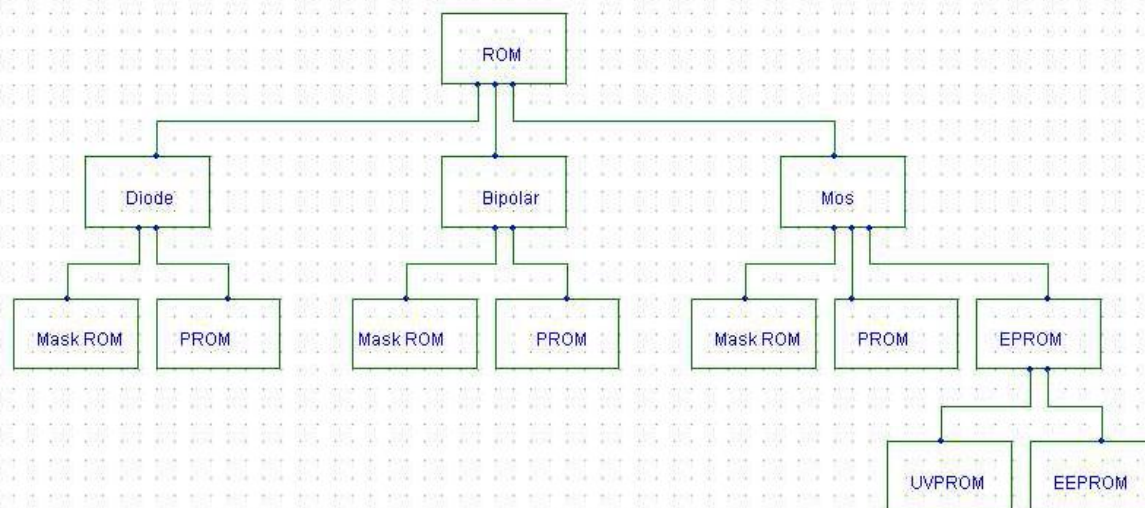 ROM
Diode
Bipolar
Mos
Mask ROM
PROM
Mask ROM
PROM
Mask ROM
PROM
EPROM
UVPROM
EEPROM